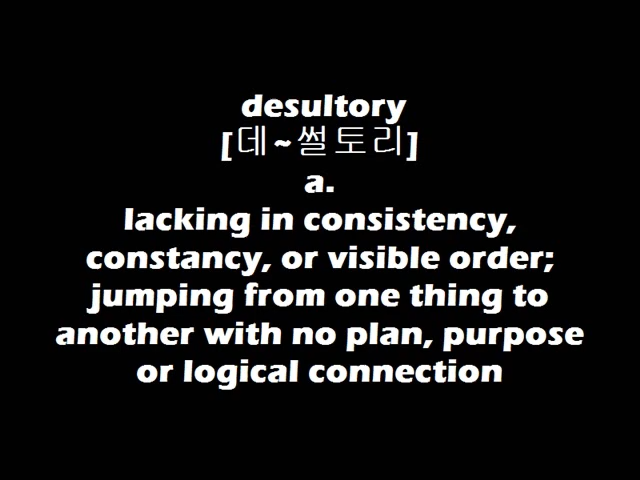 desultory
[데~썰토리]
a.
lacking in consistency,
constancy, or visible order;
jumping from one thing to
another with no plan, purpose
or logical connection